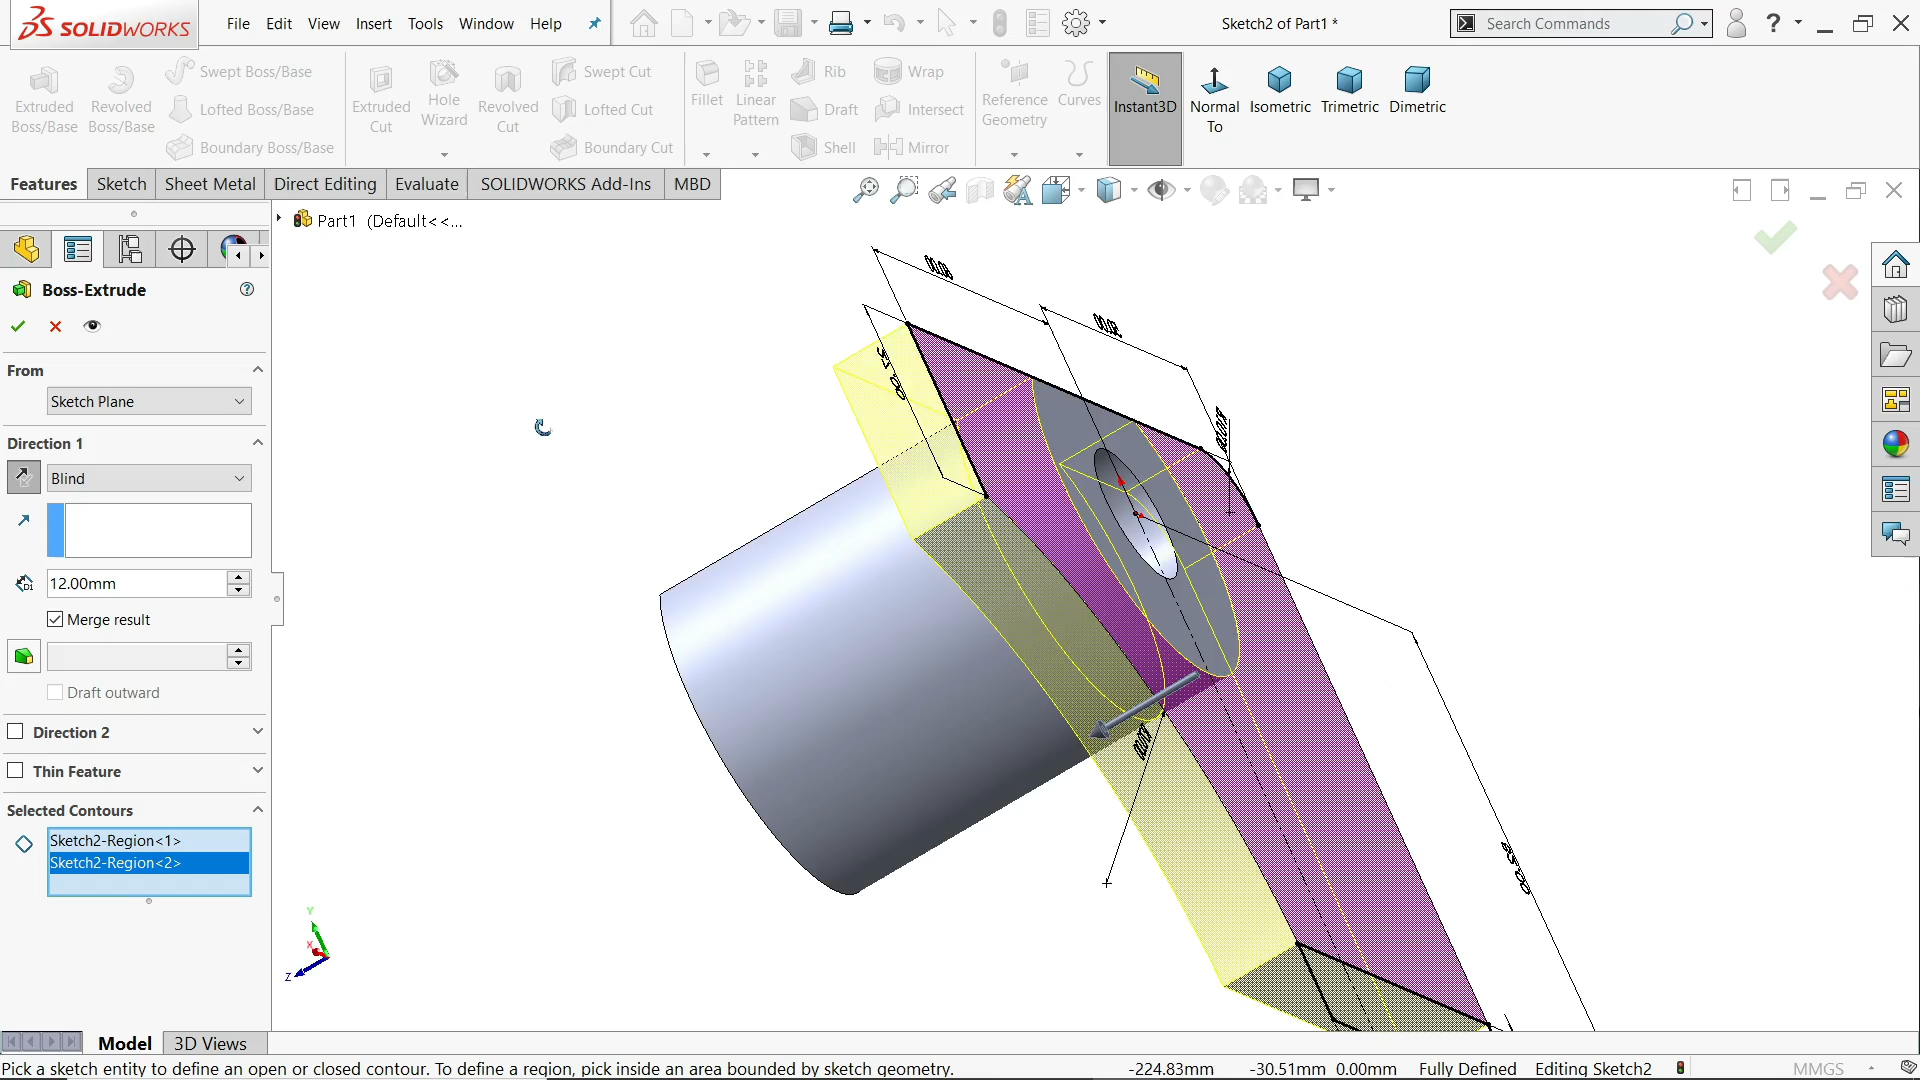 SOLIDWORKS
File Edit View Insert Tools Window Help
Sketch2 of Part1 *
Search Commands
?
Extruded Boss/Base
Revolved Boss/Base
Swept Boss/Base
Lofted Boss/Base
Boundary Boss/Base
Extruded Cut
Hole Wizard
Revolved Cut
Swept Cut
Lofted Cut
Boundary Cut
Fillet
Linear Pattern
Rib
Draft
Shell
Wrap
Intersect
Mirror
Reference Geometry
Curves
Instant3D
Normal To
Isometric
Trimetric
Dimetric
Features Sketch Sheet Metal Direct Editing Evaluate SOLIDWORKS Add-Ins MBD
Part1 (Default<<...
Boss-Extrude
From
Sketch Plane
Direction 1
Blind
12.00mm
Merge result
Draft outward
Direction 2
Thin Feature
Selected Contours
Sketch2-Region<1>
Sketch2-Region<2>
Y
X
Z
Model 3D Views
Pick a sketch entity to define an open or closed contour. To define a region, pick inside an area bounded by sketch geometry.
-224.83mm -30.51mm 0.00mm Fully Defined Editing Sketch2 MMGS